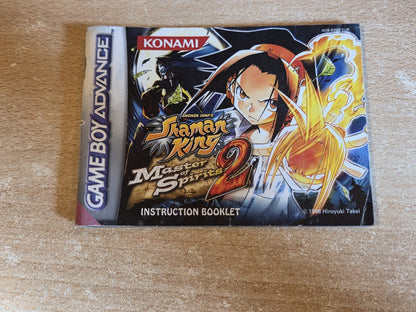 KONAMI
GAME BOY ADVANCE
SHONEN JUMP'S
Shaman
King
Master
of
Spirits 2
INSTRUCTION BOOKLET
© 1998 Hiroyuki Takei